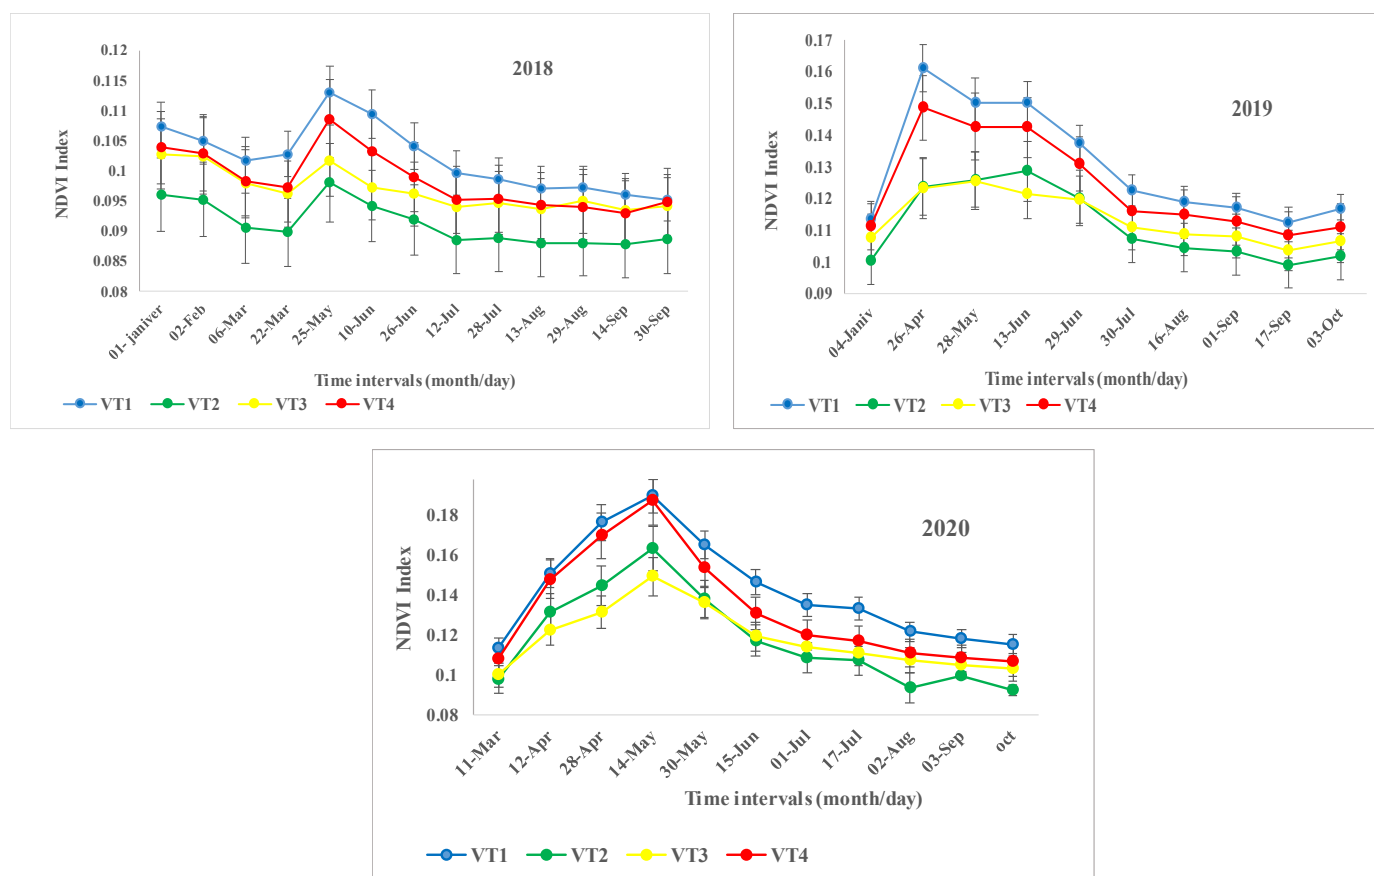 2018
NDVI Index
0.12
0.115
0.11
0.105
0.1
0.095
0.09
0.085
0.08
01- janiver
02-Feb
06-Mar
22-Mar
25-May
10-Jun
26-Jun
12-Jul
28-Jul
13-Aug
29-Aug
14-Sep
30-Sep
Time intervals (month/day)
VT1 VT2 VT3 VT4
2019
NDVI Index
0.17
0.16
0.15
0.14
0.13
0.12
0.11
0.1
0.09
04-Janiv
26-Apr
28-May
13-Jun
29-Jun
30-Jul
16-Aug
01-Sep
17-Sep
03-Oct
Time intervals (month/day)
VT1 VT2 VT3 VT4
2020
NDVI Index
0.18
0.16
0.14
0.12
0.1
0.08
11-Mar
12-Apr
28-Apr
14-May
30-May
15-Jun
01-Jul
17-Jul
02-Aug
03-Sep
oct
Time intervals (month/day)
VT1 VT2 VT3 VT4